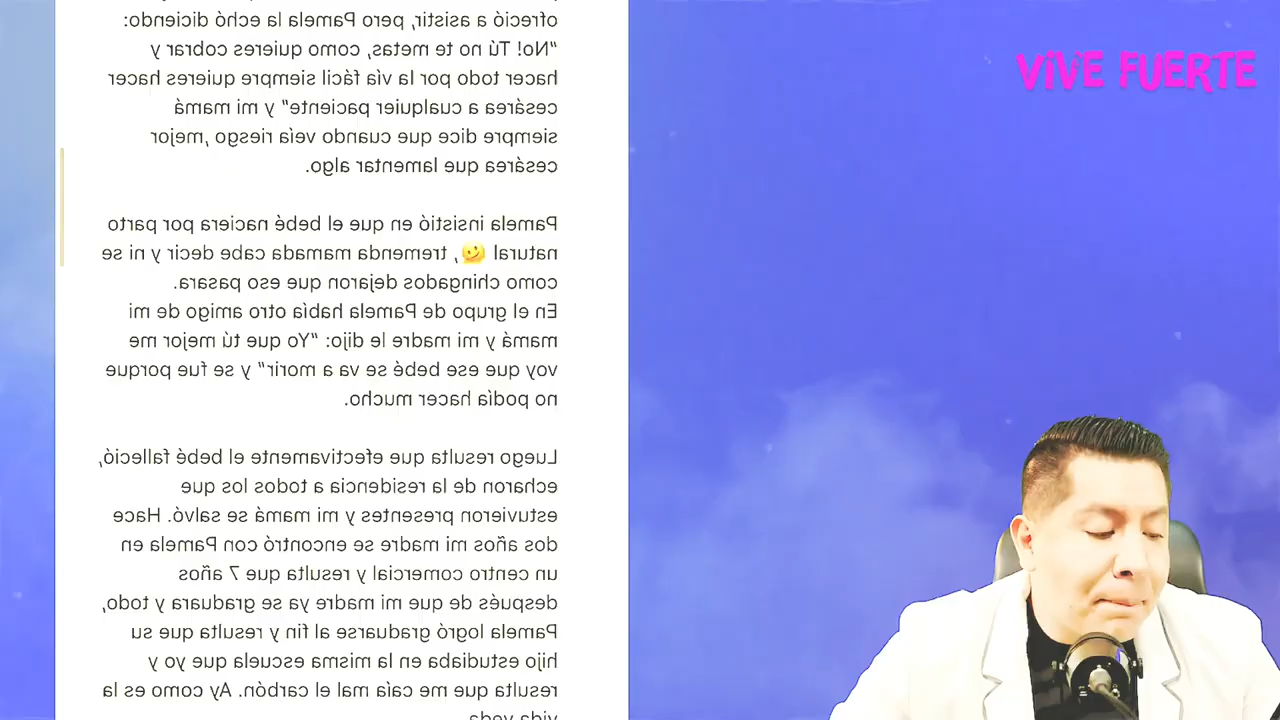 ofreció a asistir, pero Pamela la echó diciendo:
“No! Tú no te metas, como quieres cobrar y
hacer todo por la vía fácil siempre quieres hacer
cesárea a cualquier paciente” y mi mamá
siempre dice que cuando veía riesgo ,mejor
cesárea que lamentar algo.
Pamela insistió en que el bebé naciera por parto
natural 🫠, tremenda mamada cabe decir y ni se
como chingados dejaron que eso pasara.
En el grupo de Pamela había otro amigo de mi
mamá y mi madre le dijo: “Yo que tú mejor me
voy que ese bebé se va a morir” y se fue porque
no podía hacer mucho.
Luego resulta que efectivamente el bebé falleció,
echaron de la residencia a todos los que
estuvieron presentes y mi mamá se salvó. Hace
dos años mi madre se encontró con Pamela en
un centro comercial y resulta que 7 años
después de que mi madre ya se graduara y todo,
Pamela logró graduarse al fin y resulta que su
hijo estudiaba en la misma escuela que yo y
resulta que me caía mal el carbón. Ay como es la
vida veda
VIVE FUERTE